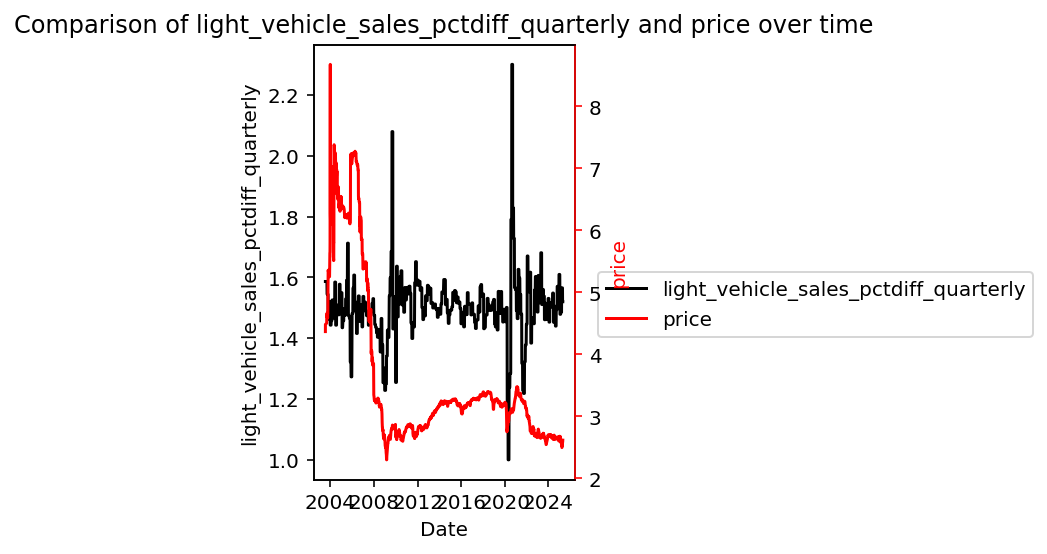 Comparison of light_vehicle_sales_pctdiff_quarterly and price over time
light_vehicle_sales_pctdiff_quarterly
2.2
2.0
1.8
1.6
1.4
1.2
1.0
8
7
6
5
4
3
2
price
light_vehicle_sales_pctdiff_quarterly
price
2004 2008 2012 2016 2020 2024
Date